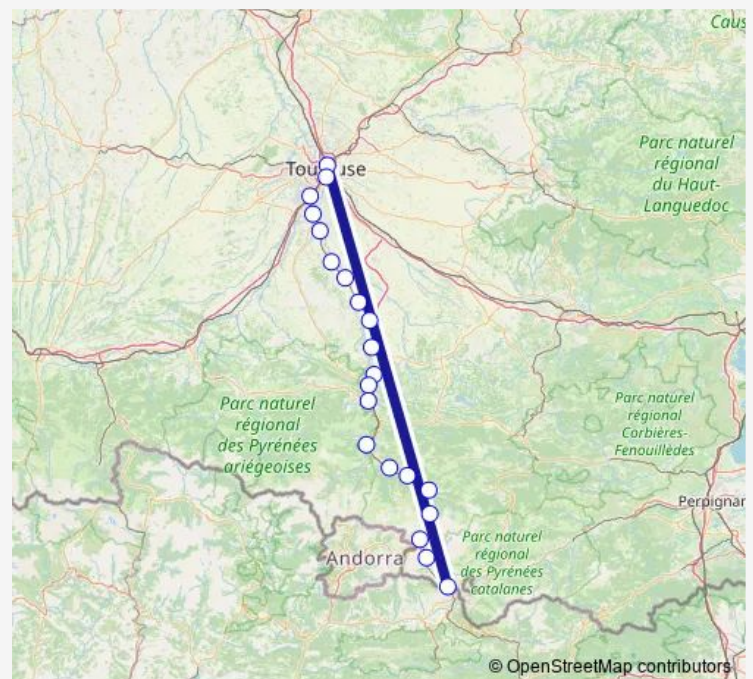 Caus
Toulouse
Parc naturel
régional
du Haut-
Languedoc
Parc naturel
régional
des Pyrénées
ariégeoises
Parc naturel
régional
Corbières-
Fenouillèdes
Perpignan
Andorra
Parc naturel
régional
des Pyrénées
catalanes
© OpenStreetMap contributors